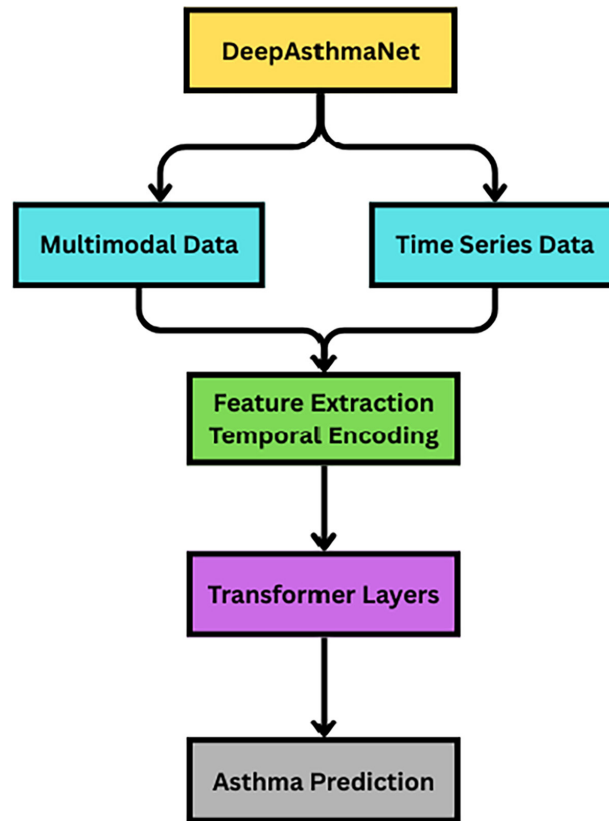 DeepAsthmaNet
Multimodal Data
Time Series Data
Feature Extraction
Temporal Encoding
Transformer Layers
Asthma Prediction